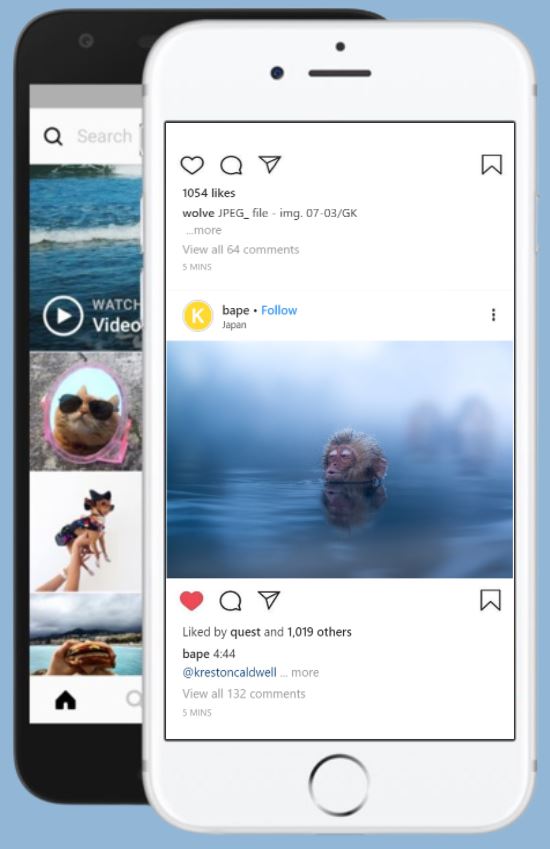 Search
WATCH
Video
1054 likes
wolve JPEG_ file - img. 07-03/GK
...more
View all 64 comments
5 MINS
K
bape • Follow
Japan
Liked by quest and 1,019 others
bape 4:44
@krestoncaldwell ... more
View all 132 comments
5 MINS